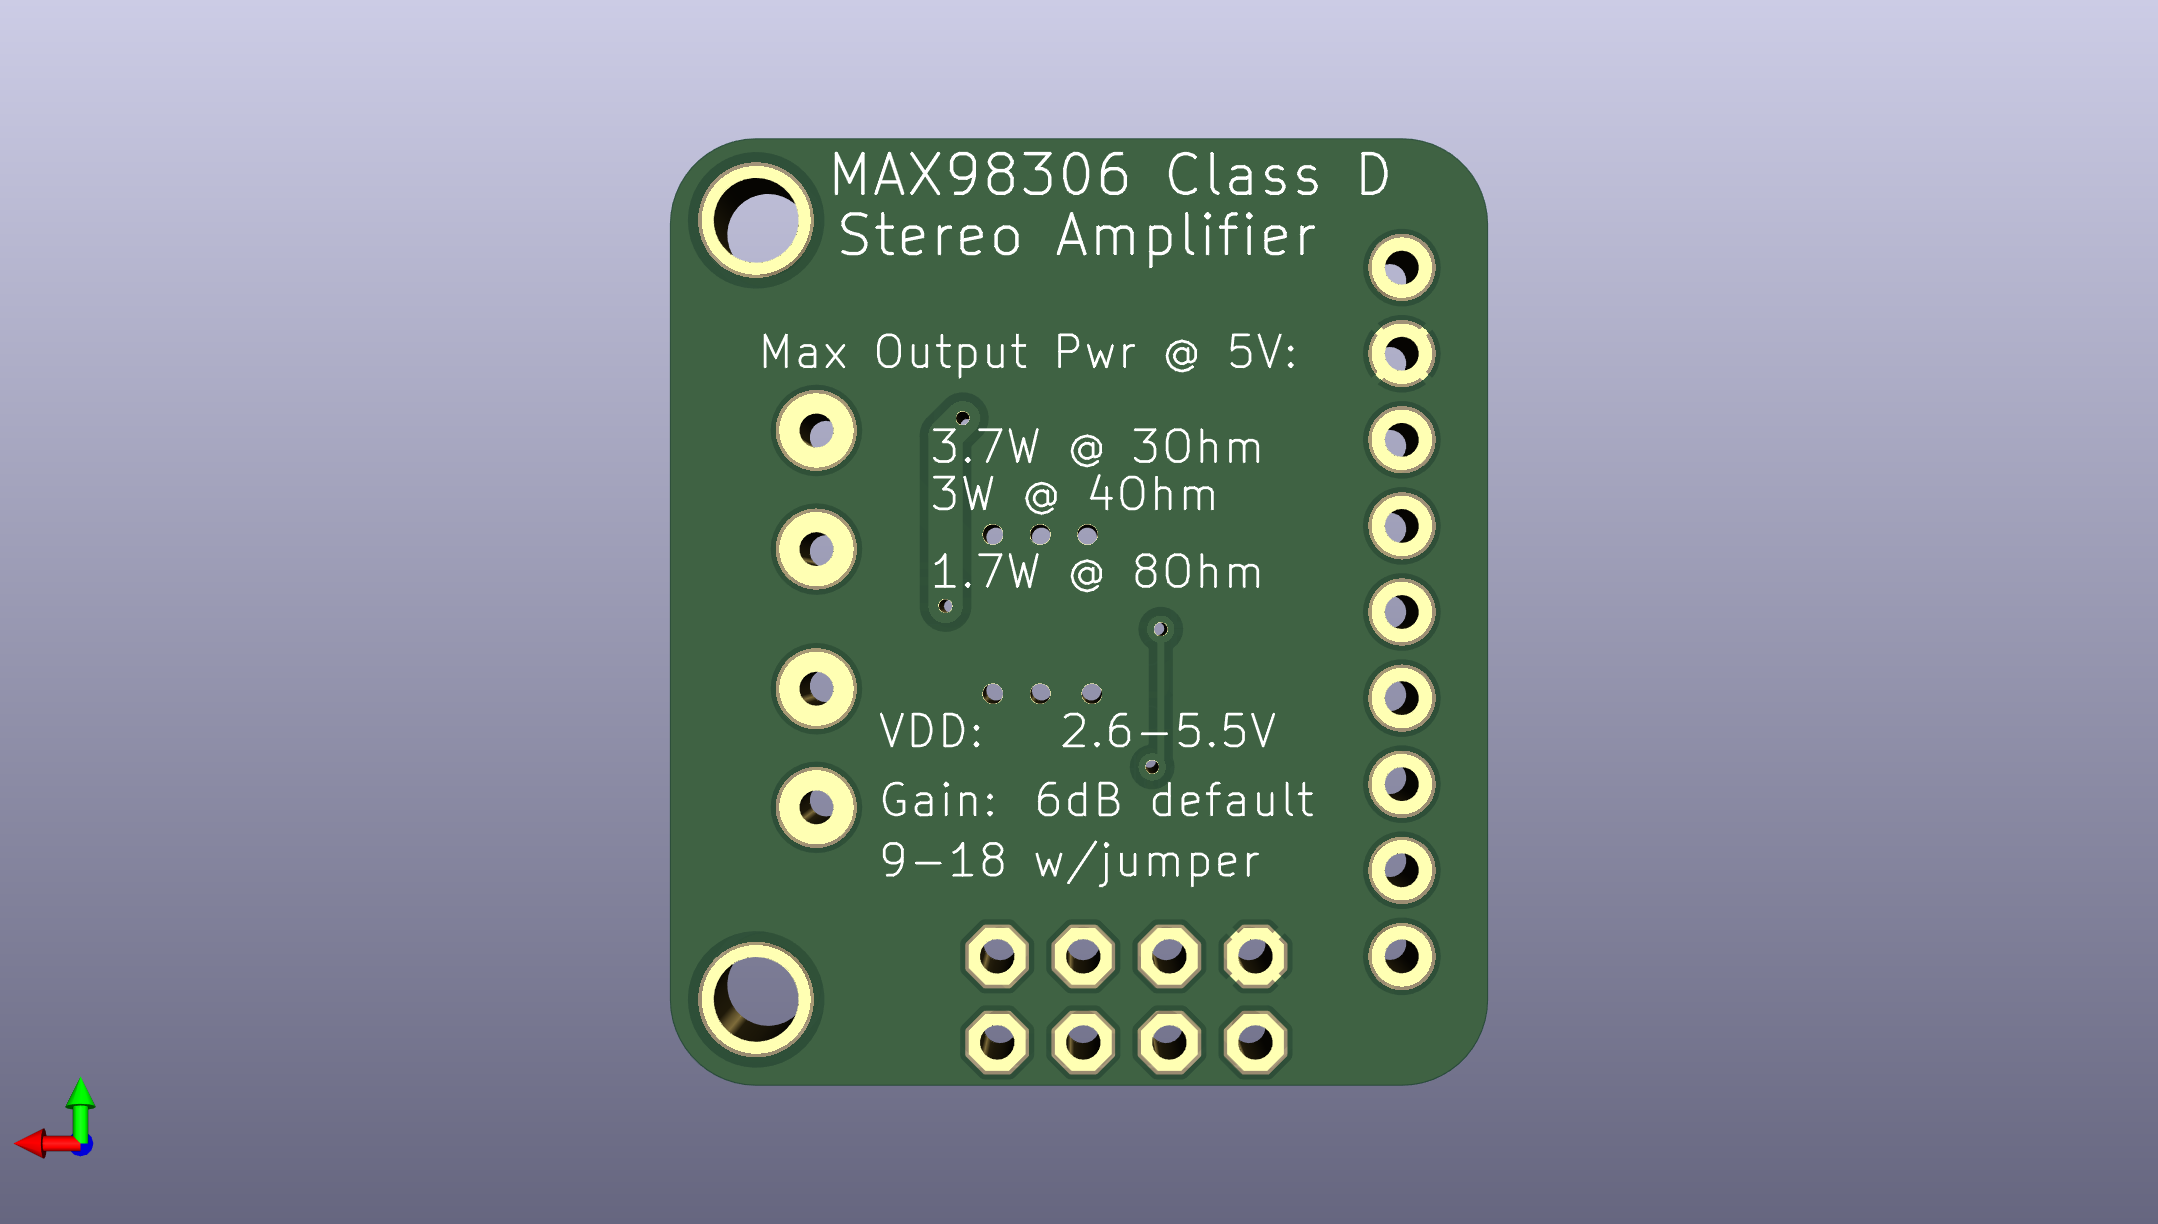 MAX98306 Class D
Stereo Amplifier
Max Output Pwr @ 5V:
3.7W @ 3Ohm
3W @ 4Ohm
1.7W @ 8Ohm
VDD: 2.6-5.5V
Gain: 6dB default
9-18 w/jumper